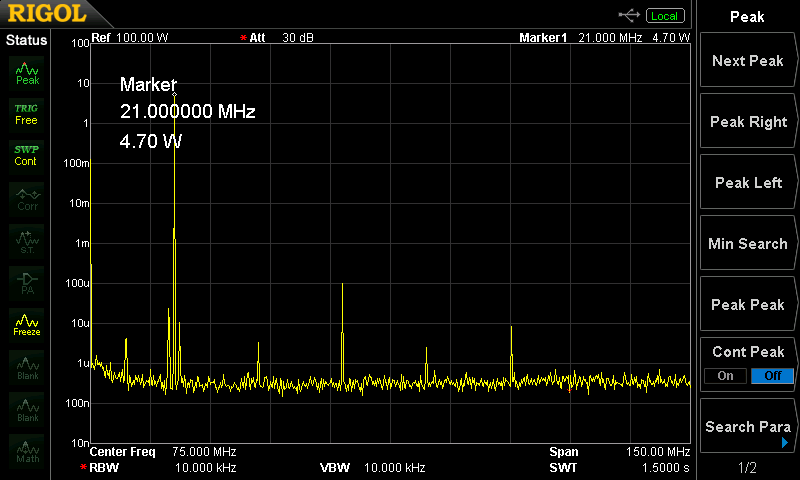 RIGOL
Local
Peak
Status
Ref 100.00 W * Att 30 dB Marker1 21.000 MHz 4.70 W
Peak
TRIG
Free
SWP
Cont
Corr
S.T.
PA
Freeze
Blank
Blank
Math
100
10
1
100m
10m
1m
100u
10u
1u
100n
10n
Marker
21.000000 MHz
4.70 W
Center Freq 75.000 MHz Span 150.00 MHz
* RBW 10.000 kHz VBW 10.000 kHz SWT 1.5000 s
Next Peak
Peak Right
Peak Left
Min Search
Peak Peak
Cont Peak
On Off
Search Para
1/2